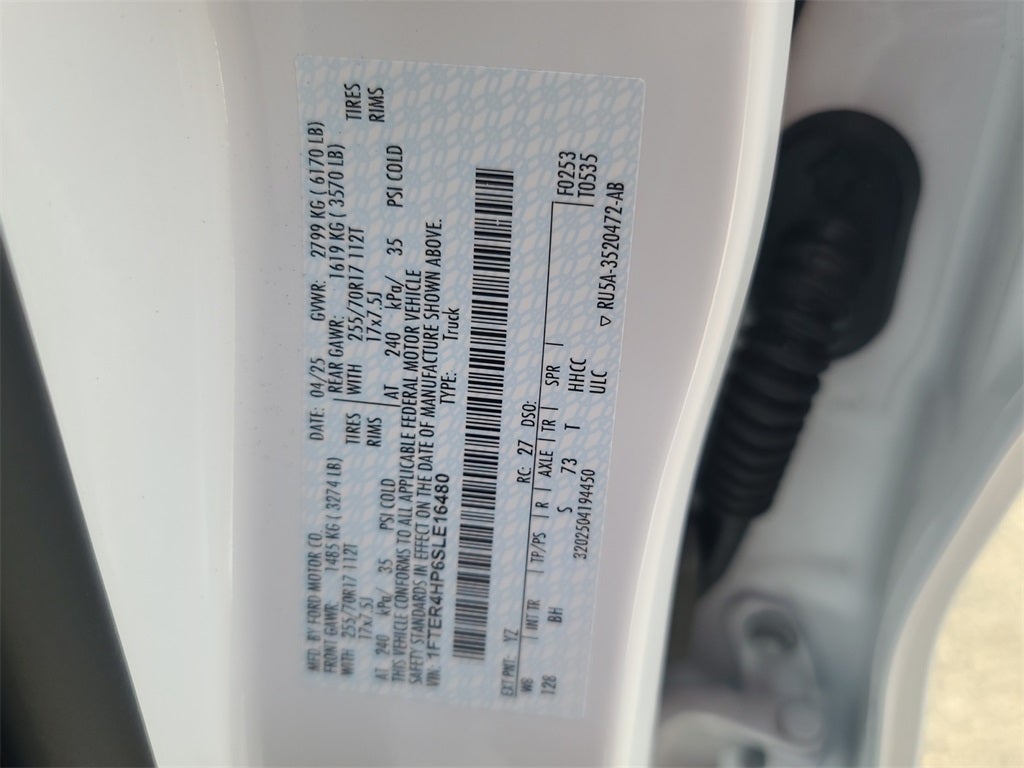 MFD. BY FORD MOTOR CO. DATE: 04/25 GVWR: 2799 KG ( 6170 LB)
FRONT GAWR: 1485 KG ( 3274 LB) REAR GAWR: 1619 KG ( 3570 LB)
WITH 255/70R17 112T TIRES WITH 255/70R17 112T TIRES
17x7.5J RIMS 17x7.5J RIMS
AT 240 kPa/ 35 PSI COLD AT 240 kPa/ 35 PSI COLD
THIS VEHICLE CONFORMS TO ALL APPLICABLE FEDERAL MOTOR VEHICLE
SAFETY STANDARDS IN EFFECT ON THE DATE OF MANUFACTURE SHOWN ABOVE.
VIN: 1FTER4HP6SLE16480 TYPE: Truck
EXT PNT: YZ RC: 27 DSO: F0253
WB INT TR TP/PS R AXLE TR SPR T0535
128 BH S 73 T HHCC
ULC
3202504194450 ▽ RU5A-3520472-AB